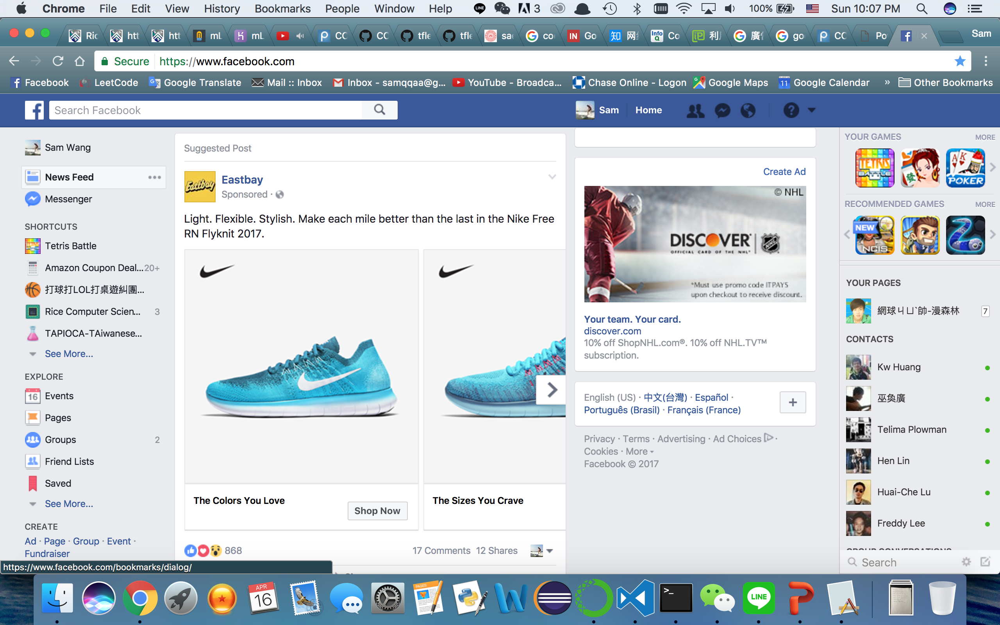 Chrome File Edit View History Bookmarks People Window Help LINE 3 100% Sun 10:07 PM
Ric htt htt mL mL CC CC tfle tfle sa co IN Go 知 网 Info Q Co 利 廣 go CC Po Sam
Secure https://www.facebook.com
Facebook LeetCode Google Translate Mail :: Inbox Inbox - samqqaa@g... YouTube - Broadca... Chase Online - Logon Google Maps 11 Google Calendar » Other Bookmarks
Search Facebook
Sam Home
Sam Wang
News Feed
Messenger
SHORTCUTS
Tetris Battle
Amazon Coupon Deal... 20+
打球打LOL打桌遊糾團...
Rice Computer Scien... 3
TAPIOCA-TAiwanese...
See More...
EXPLORE
16 Events
Pages
Groups 2
Friend Lists
Saved
See More...
CREATE
Ad · Page · Group · Event ·
Fundraiser
https://www.facebook.com/bookmarks/dialog/
Suggested Post
Eastbay
Eastbay
Sponsored ·
Light. Flexible. Stylish. Make each mile better than the last in the Nike Free
RN Flyknit 2017.
The Colors You Love
Shop Now
The Sizes You Crave
868
17 Comments 12 Shares
Create Ad
© NHL
DISCOVER
OFFICIAL CARD OF THE NHL
*Must use promo code ITPAYS
upon checkout to receive discount.
Your team. Your card.
discover.com
10% off ShopNHL.com®. 10% off NHL.TV™
subscription.
English (US) · 中文(台灣) · Español ·
Português (Brasil) · Français (France)
+
Privacy · Terms · Advertising · Ad Choices ·
Cookies · More
Facebook © 2017
YOUR GAMES MORE
TETRIS BATTLE
發
A K POKER
RECOMMENDED GAMES MORE
NEW NCIS
YOUR PAGES
網球ㄐㄩˋ帥-漫森林 7
CONTACTS
Kw Huang
巫奐廣
Telima Plowman
Hen Lin
Huai-Che Lu
Freddy Lee
GROUP CONVERSATIONS
Search
APR
16
PAGES
LINE